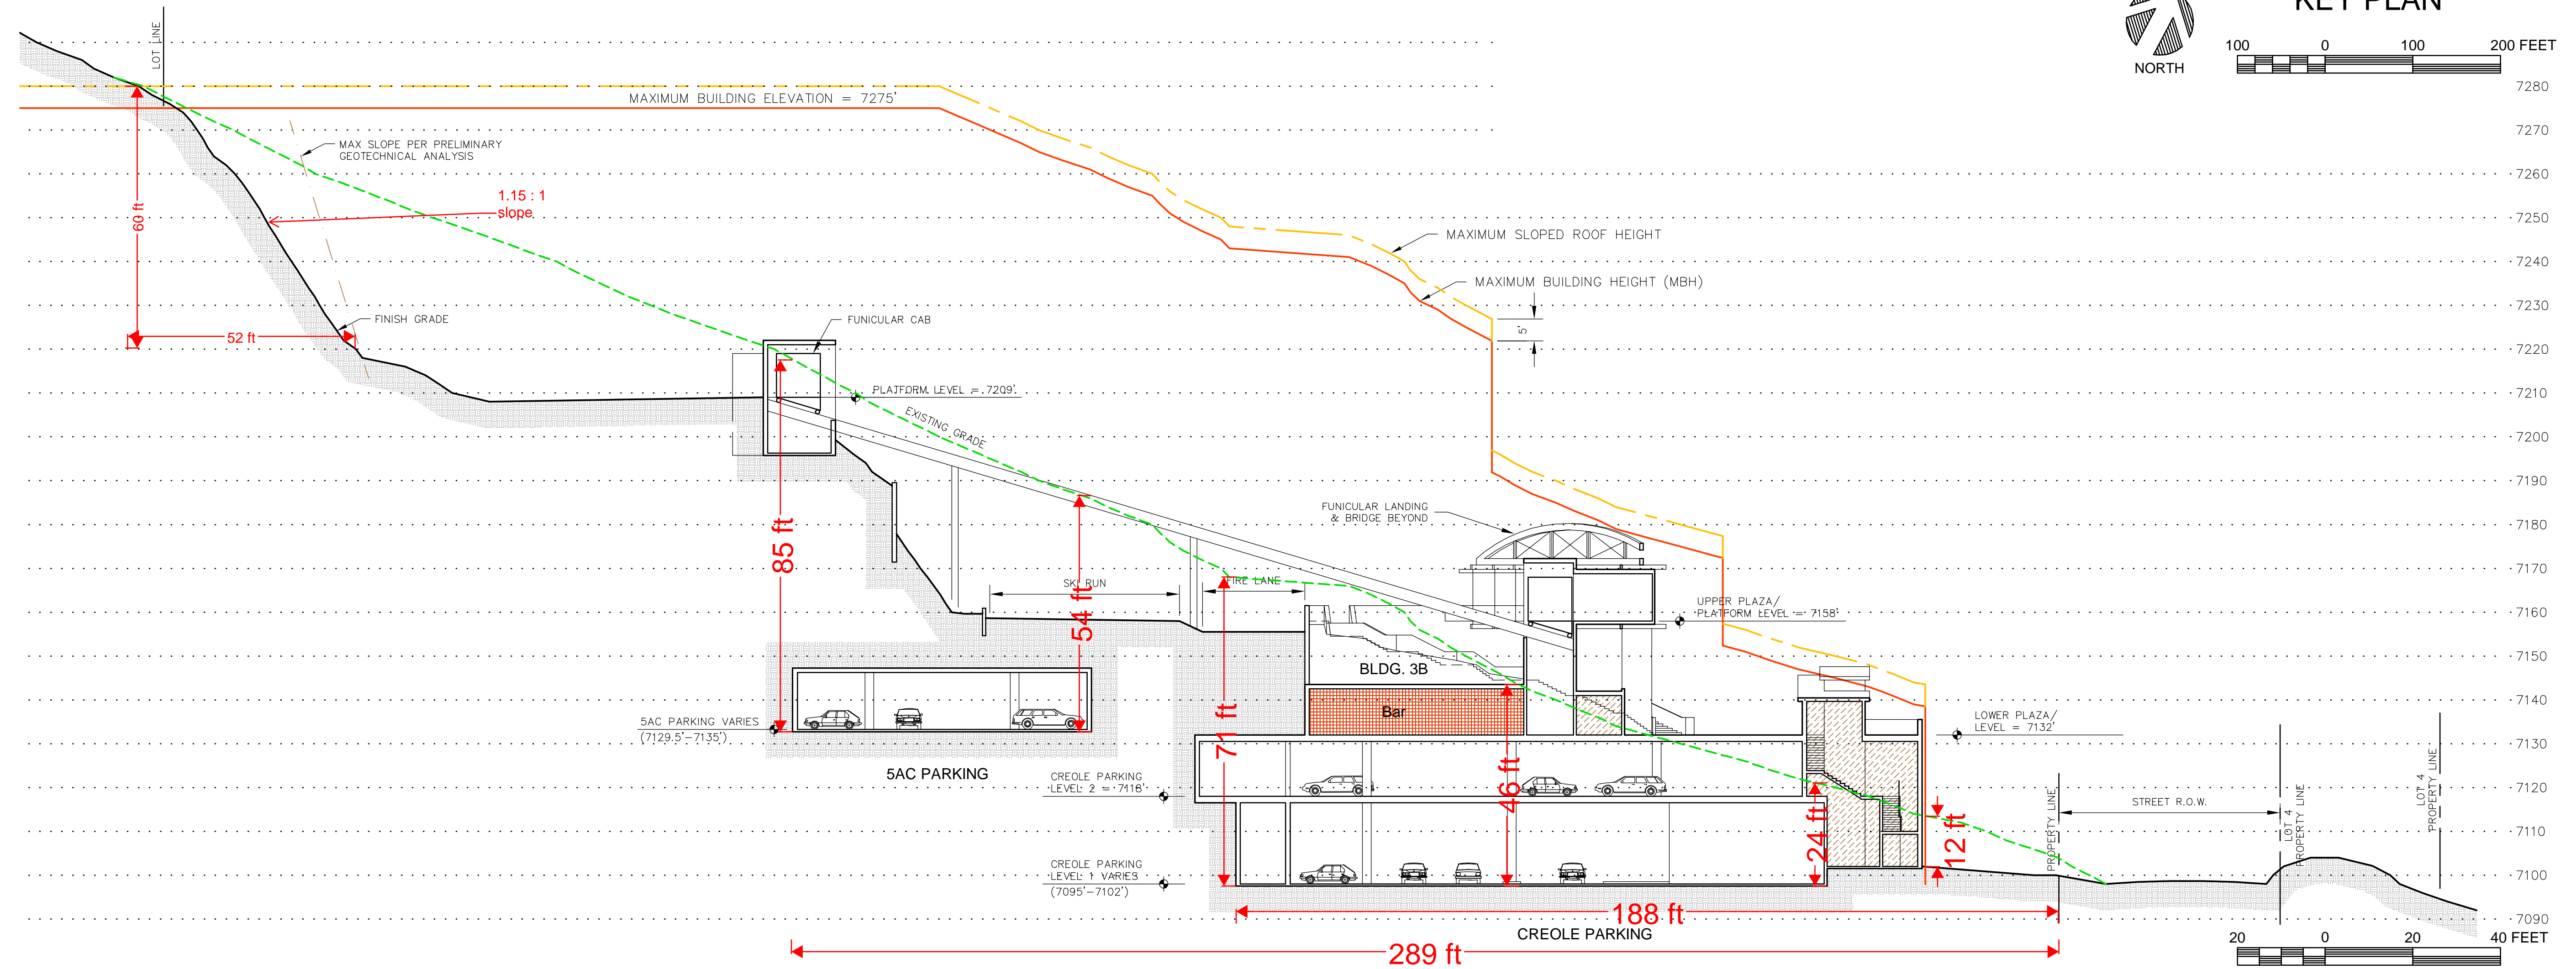 KEY PLAN
100 0 100 200 FEET
NORTH
LOT LINE
7280
MAXIMUM BUILDING ELEVATION = 7275'
7270
MAX SLOPE PER PRELIMINARY
GEOTECHNICAL ANALYSIS
7260
1.15 : 1
slope
60 ft
7250
MAXIMUM SLOPED ROOF HEIGHT
7240
MAXIMUM BUILDING HEIGHT (MBH)
7230
FINISH GRADE
FUNICULAR CAB
5'
52 ft
7220
PLATFORM LEVEL = 7209'
7210
EXISTING GRADE
7200
7190
FUNICULAR LANDING
& BRIDGE BEYOND
7180
85 ft
54 ft
7170
SKI RUN
FIRE LANE
UPPER PLAZA/
PLATFORM LEVEL = 7158'
7160
7150
BLDG. 3B
7140
Bar
71 ft
5AC PARKING VARIES
(7129.5'-7135')
LOWER PLAZA/
LEVEL = 7132'
7130
5AC PARKING
CREOLE PARKING
LEVEL 2 = 7118'
46 ft
7120
PROPERTY LINE
STREET R.O.W.
LOT 4
PROPERTY LINE
LOT 4
PROPERTY LINE
24 ft
12 ft
7110
CREOLE PARKING
LEVEL 1 VARIES
(7095'-7102')
7100
188 ft
7090
CREOLE PARKING
289 ft
20 0 20 40 FEET